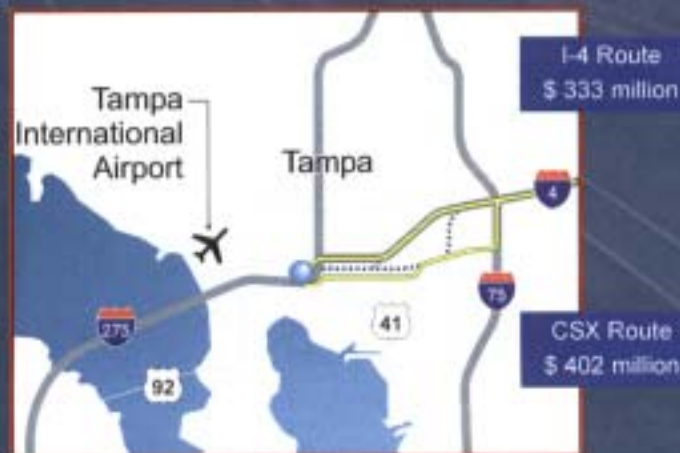 I-4 Route
$ 333 million
Tampa
International
Airport
Tampa
4
75
275
41
92
CSX Route
$ 402 million